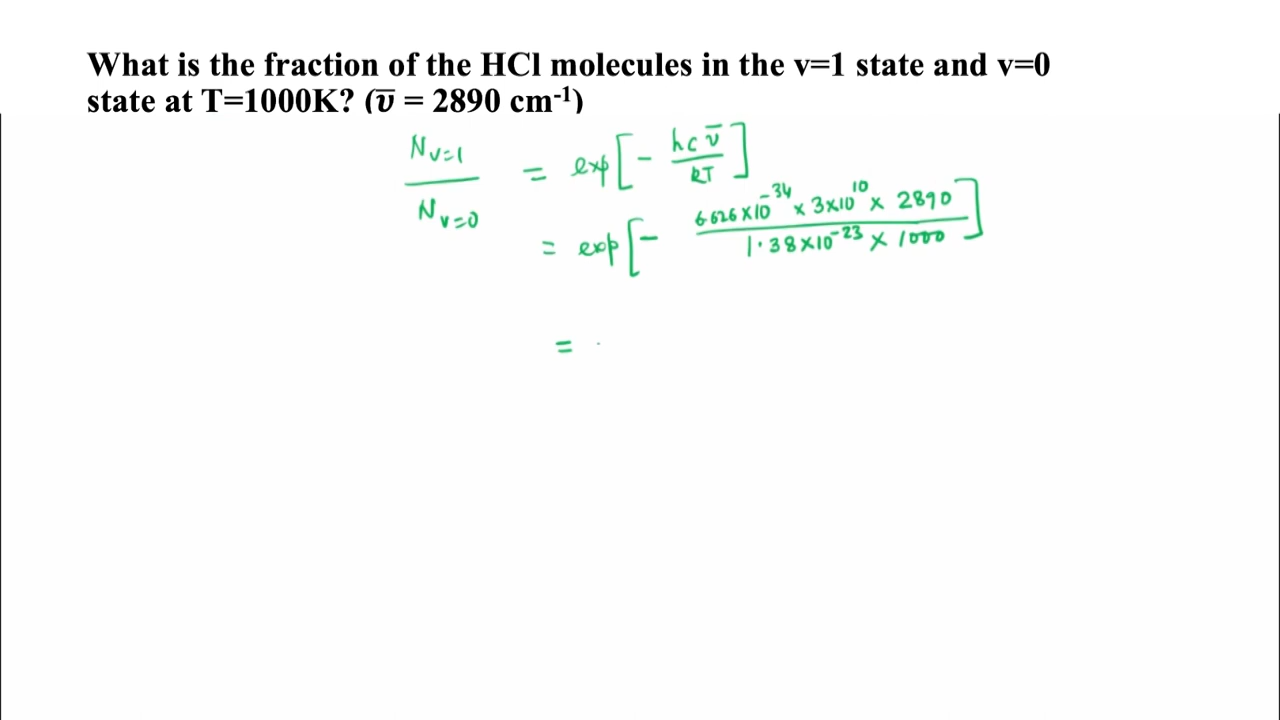 What is the fraction of the HCl molecules in the v=1 state and v=0
state at T=1000K? (ῡ = 2890 cm⁻¹)
N_{v=1} / N_{v=0} = exp[- hcῡ / kT]
= exp[- 6.626×10⁻³⁴ × 3×10¹⁰ × 2890 / 1.38×10⁻²³ × 1000]
=